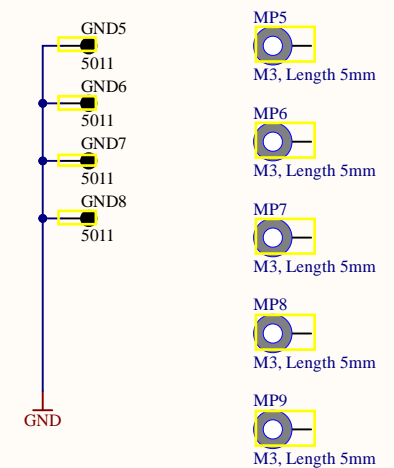 GND5
5011
GND6
5011
GND7
5011
GND8
5011
GND
MP5
M3, Length 5mm
MP6
M3, Length 5mm
MP7
M3, Length 5mm
MP8
M3, Length 5mm
MP9
M3, Length 5mm